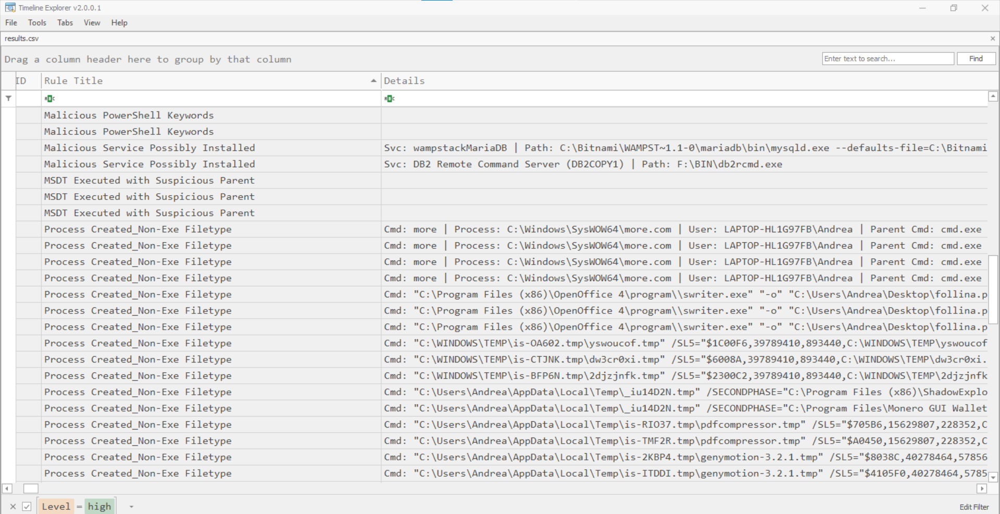 Timeline Explorer v2.0.0.1
File Tools Tabs View Help
results.csv
Drag a column header here to group by that column
Enter text to search... Find
ID Rule Title Details
Malicious PowerShell Keywords
Malicious PowerShell Keywords
Malicious Service Possibly Installed Svc: wampstackMariaDB | Path: C:\Bitnami\WAMPST~1.1-0\mariadb\bin\mysqld.exe --defaults-file=C:\Bitnami
Malicious Service Possibly Installed Svc: DB2 Remote Command Server (DB2COPY1) | Path: F:\BIN\db2rcmd.exe
MSDT Executed with Suspicious Parent
MSDT Executed with Suspicious Parent
MSDT Executed with Suspicious Parent
Process Created_Non-Exe Filetype Cmd: more | Process: C:\Windows\SysWOW64\more.com | User: LAPTOP-HL1G97FB\Andrea | Parent Cmd: cmd.exe
Process Created_Non-Exe Filetype Cmd: more | Process: C:\Windows\SysWOW64\more.com | User: LAPTOP-HL1G97FB\Andrea | Parent Cmd: cmd.exe
Process Created_Non-Exe Filetype Cmd: more | Process: C:\Windows\SysWOW64\more.com | User: LAPTOP-HL1G97FB\Andrea | Parent Cmd: cmd.exe
Process Created_Non-Exe Filetype Cmd: more | Process: C:\Windows\SysWOW64\more.com | User: LAPTOP-HL1G97FB\Andrea | Parent Cmd: cmd.exe
Process Created_Non-Exe Filetype Cmd: "C:\Program Files (x86)\OpenOffice 4\program\\swriter.exe" "-o" "C:\Users\Andrea\Desktop\follina.p
Process Created_Non-Exe Filetype Cmd: "C:\Program Files (x86)\OpenOffice 4\program\\swriter.exe" "-o" "C:\Users\Andrea\Desktop\follina.p
Process Created_Non-Exe Filetype Cmd: "C:\Program Files (x86)\OpenOffice 4\program\\swriter.exe" "-o" "C:\Users\Andrea\Desktop\follina.p
Process Created_Non-Exe Filetype Cmd: "C:\WINDOWS\TEMP\is-OA602.tmp\yswoucof.tmp" /SL5="$1C00F6,39789410,893440,C:\WINDOWS\TEMP\yswoucof
Process Created_Non-Exe Filetype Cmd: "C:\WINDOWS\TEMP\is-CTJNK.tmp\dw3cr0xi.tmp" /SL5="$6008A,39789410,893440,C:\WINDOWS\TEMP\dw3cr0xi.
Process Created_Non-Exe Filetype Cmd: "C:\WINDOWS\TEMP\is-BFP6N.tmp\2djzjnfk.tmp" /SL5="$2300C2,39789410,893440,C:\WINDOWS\TEMP\2djzjnfk
Process Created_Non-Exe Filetype Cmd: "C:\Users\Andrea\AppData\Local\Temp\_iu14D2N.tmp" /SECONDPHASE="C:\Program Files (x86)\ShadowExplo
Process Created_Non-Exe Filetype Cmd: "C:\Users\Andrea\AppData\Local\Temp\_iu14D2N.tmp" /SECONDPHASE="C:\Program Files\Monero GUI Wallet
Process Created_Non-Exe Filetype Cmd: "C:\Users\Andrea\AppData\Local\Temp\is-RIO37.tmp\pdfcompressor.tmp" /SL5="$705B6,15629807,228352,C
Process Created_Non-Exe Filetype Cmd: "C:\Users\Andrea\AppData\Local\Temp\is-TMF2R.tmp\pdfcompressor.tmp" /SL5="$A0450,15629807,228352,C
Process Created_Non-Exe Filetype Cmd: "C:\Users\Andrea\AppData\Local\Temp\is-2KBP4.tmp\genymotion-3.2.1.tmp" /SL5="$8038C,40278464,57856
Process Created_Non-Exe Filetype Cmd: "C:\Users\Andrea\AppData\Local\Temp\is-ITDDI.tmp\genymotion-3.2.1.tmp" /SL5="$4105F0,40278464,5785
Level = high Edit Filter